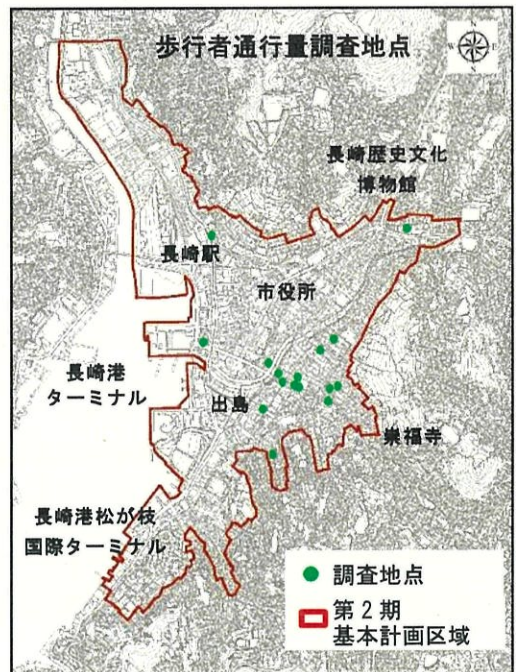 歩行者通行量調査地点
N
W
E
S
長崎歴史文化
博物館
長崎駅
市役所
長崎港
ターミナル
出島
崇福寺
長崎港松が枝
国際ターミナル
調査地点
第2期
基本計画区域